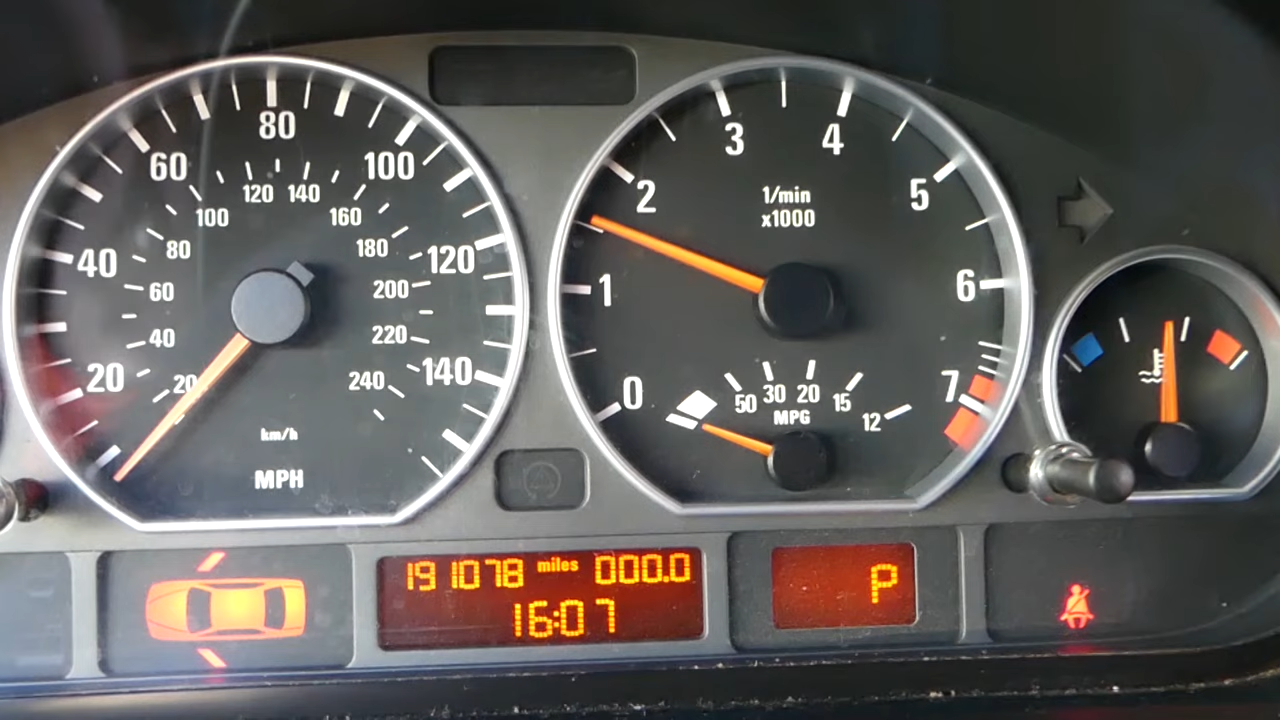 20 40 60 80 100 120 140
20 40 60 80 100 120 140 160 180 200 220 240
km/h
MPH
0 1 2 3 4 5 6 7
1/min
x1000
50 30 20 15 12
MPG
191078 miles 000.0
16:07
P